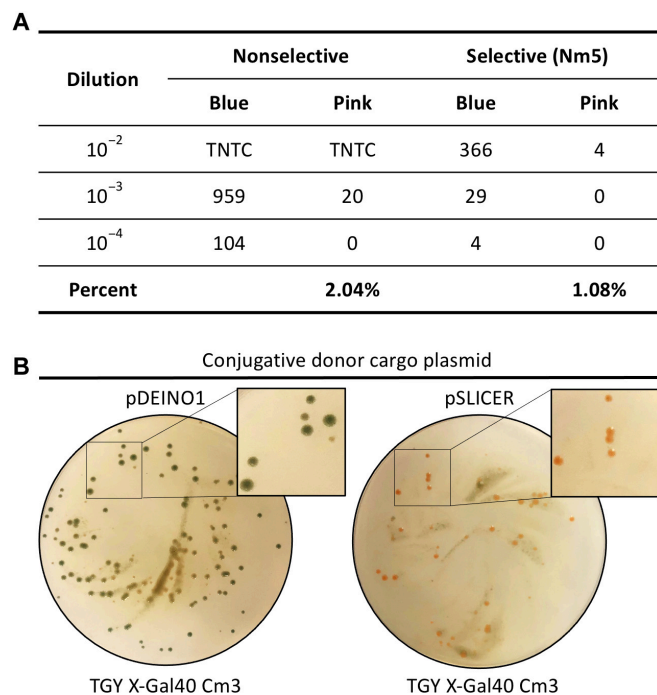 A
Dilution Nonselective Selective (Nm5)
Blue Pink Blue Pink
10⁻² TNTC TNTC 366 4
10⁻³ 959 20 29 0
10⁻⁴ 104 0 4 0
Percent 2.04% 1.08%
B
Conjugative donor cargo plasmid
pDEINO1 pSLICER
TGY X-Gal40 Cm3 TGY X-Gal40 Cm3